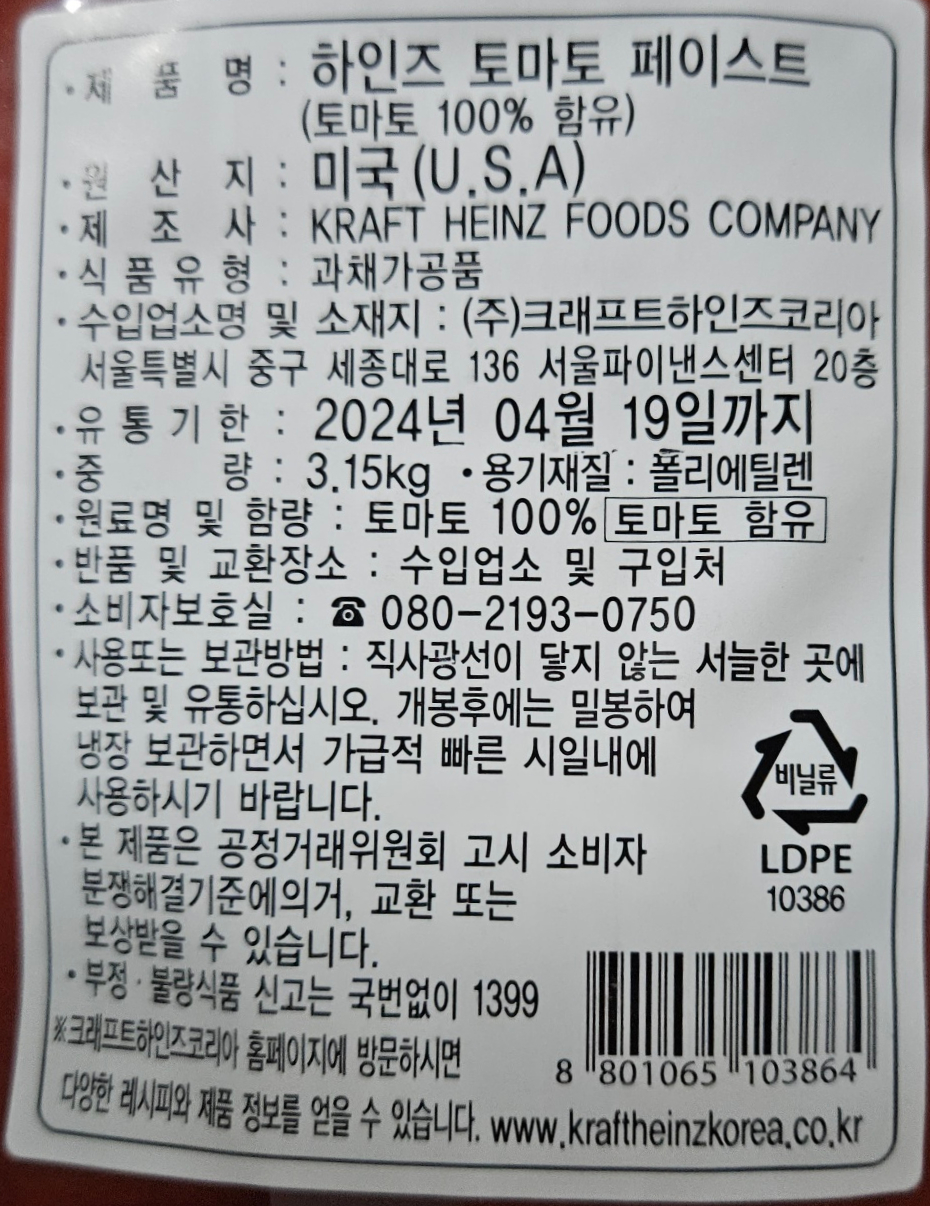 ·제 품 명 : 하인즈 토마토 페이스트
(토마토 100% 함유)
·원 산 지 : 미국(U.S.A)
·제 조 사 : KRAFT HEINZ FOODS COMPANY
·식품유형 : 과채가공품
·수입업소명 및 소재지 : (주)크래프트하인즈코리아
서울특별시 중구 세종대로 136 서울파이낸스센터 20층
·유통기한 : 2024년 04월 19일까지
·중 량 : 3.15kg ·용기재질 : 폴리에틸렌
·원료명 및 함량 : 토마토 100% 토마토 함유
·반품 및 교환장소 : 수입업소 및 구입처
·소비자보호실 : ☎ 080-2193-0750
·사용또는 보관방법 : 직사광선이 닿지 않는 서늘한 곳에
보관 및 유통하십시오. 개봉후에는 밀봉하여
냉장 보관하면서 가급적 빠른 시일내에
사용하시기 바랍니다.
비닐류
LDPE
10386
·본 제품은 공정거래위원회 고시 소비자
분쟁해결기준에의거, 교환 또는
보상받을 수 있습니다.
·부정·불량식품 신고는 국번없이 1399
※크래프트하인즈코리아 홈페이지에 방문하시면
다양한 레시피와 제품 정보를 얻을 수 있습니다. www.kraftheinzkorea.co.kr
8 801065 103864